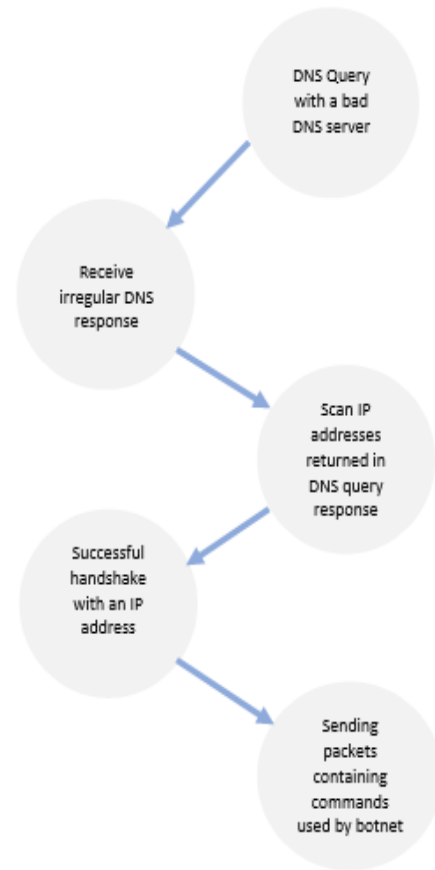 DNS Query
with a bad
DNS server
Receive
irregular DNS
response
Scan IP
addresses
returned in
DNS query
response
Successful
handshake
with an IP
address
Sending
packets
containing
commands
used by botnet